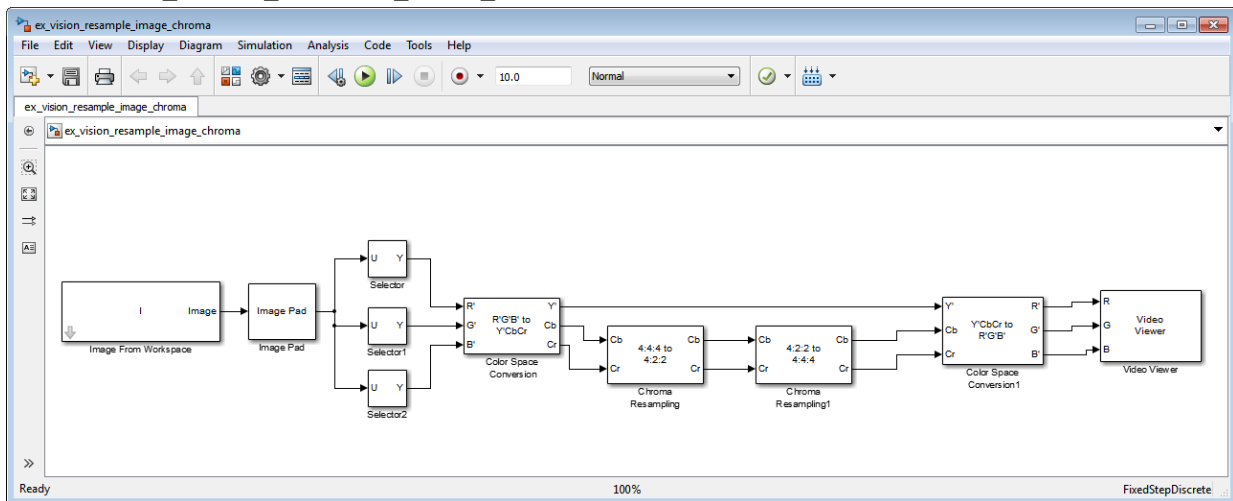 ex_vision_resample_image_chroma
File Edit View Display Diagram Simulation Analysis Code Tools Help
10.0 Normal
ex_vision_resample_image_chroma
ex_vision_resample_image_chroma
I Image
Image From Workspace
Image Pad
Image Pad
U Y
Selector
U Y
Selector1
U Y
Selector2
R' Y'
G' R'G'B' to Y'CbCr Cb
B' Cr
Color Space
Conversion
Cb 4:4:4 to Cb
Cr 4:2:2 Cr
Chroma
Resampling
Cb 4:2:2 to Cb
Cr 4:4:4 Cr
Chroma
Resampling1
Y' R'
Cb Y'CbCr to R'G'B' G'
Cr B'
Color Space
Conversion1
R
G Video Viewer
B
Video Viewer
Ready 100% FixedStepDiscrete